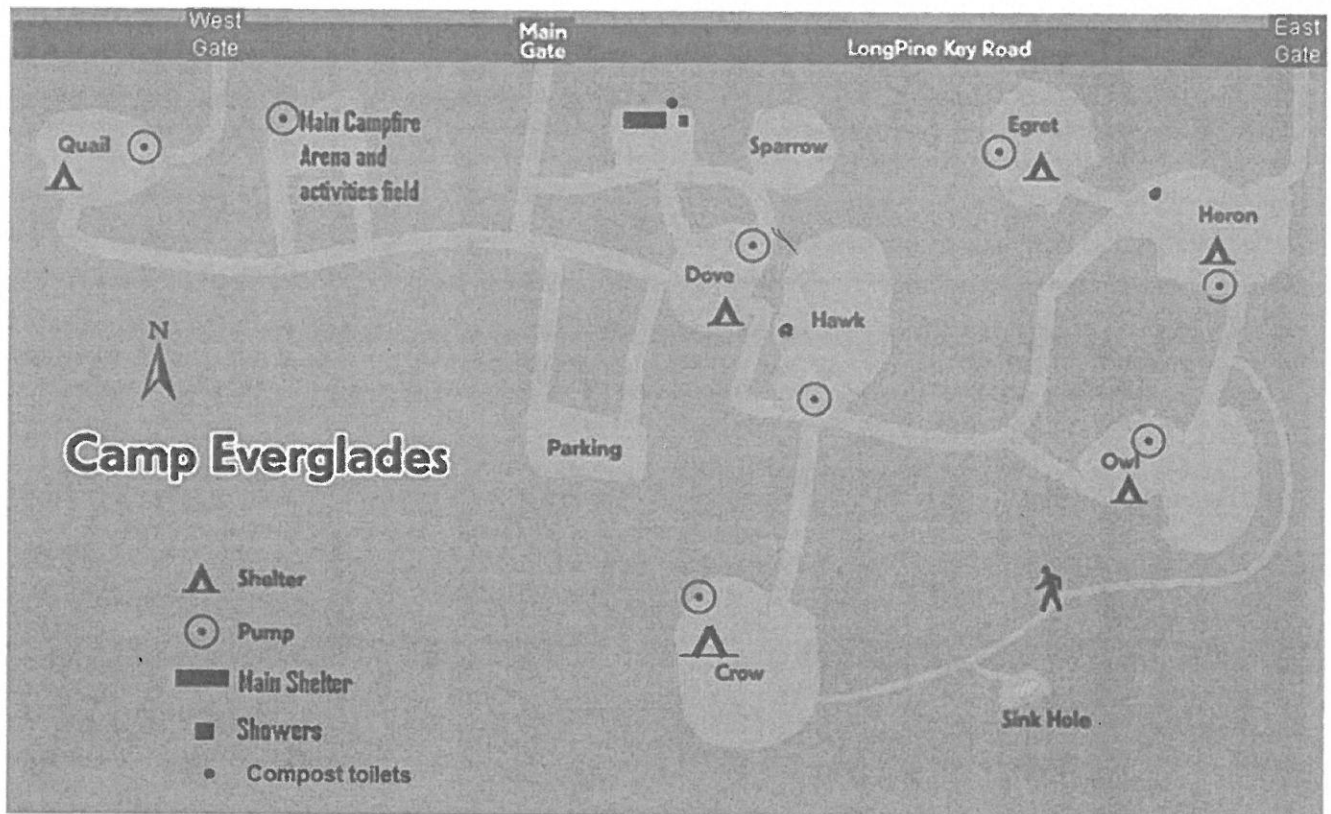 West
Gate
Main
Gate
LongPine Key Road
East
Gate
Quail
Main Campfire
Arena and
activities field
Sparrow
Egret
Heron
Dove
Hawk
N
Camp Everglades
Parking
Owl
Shelter
Pump
Main Shelter
Showers
Compost toilets
Crow
Sink Hole